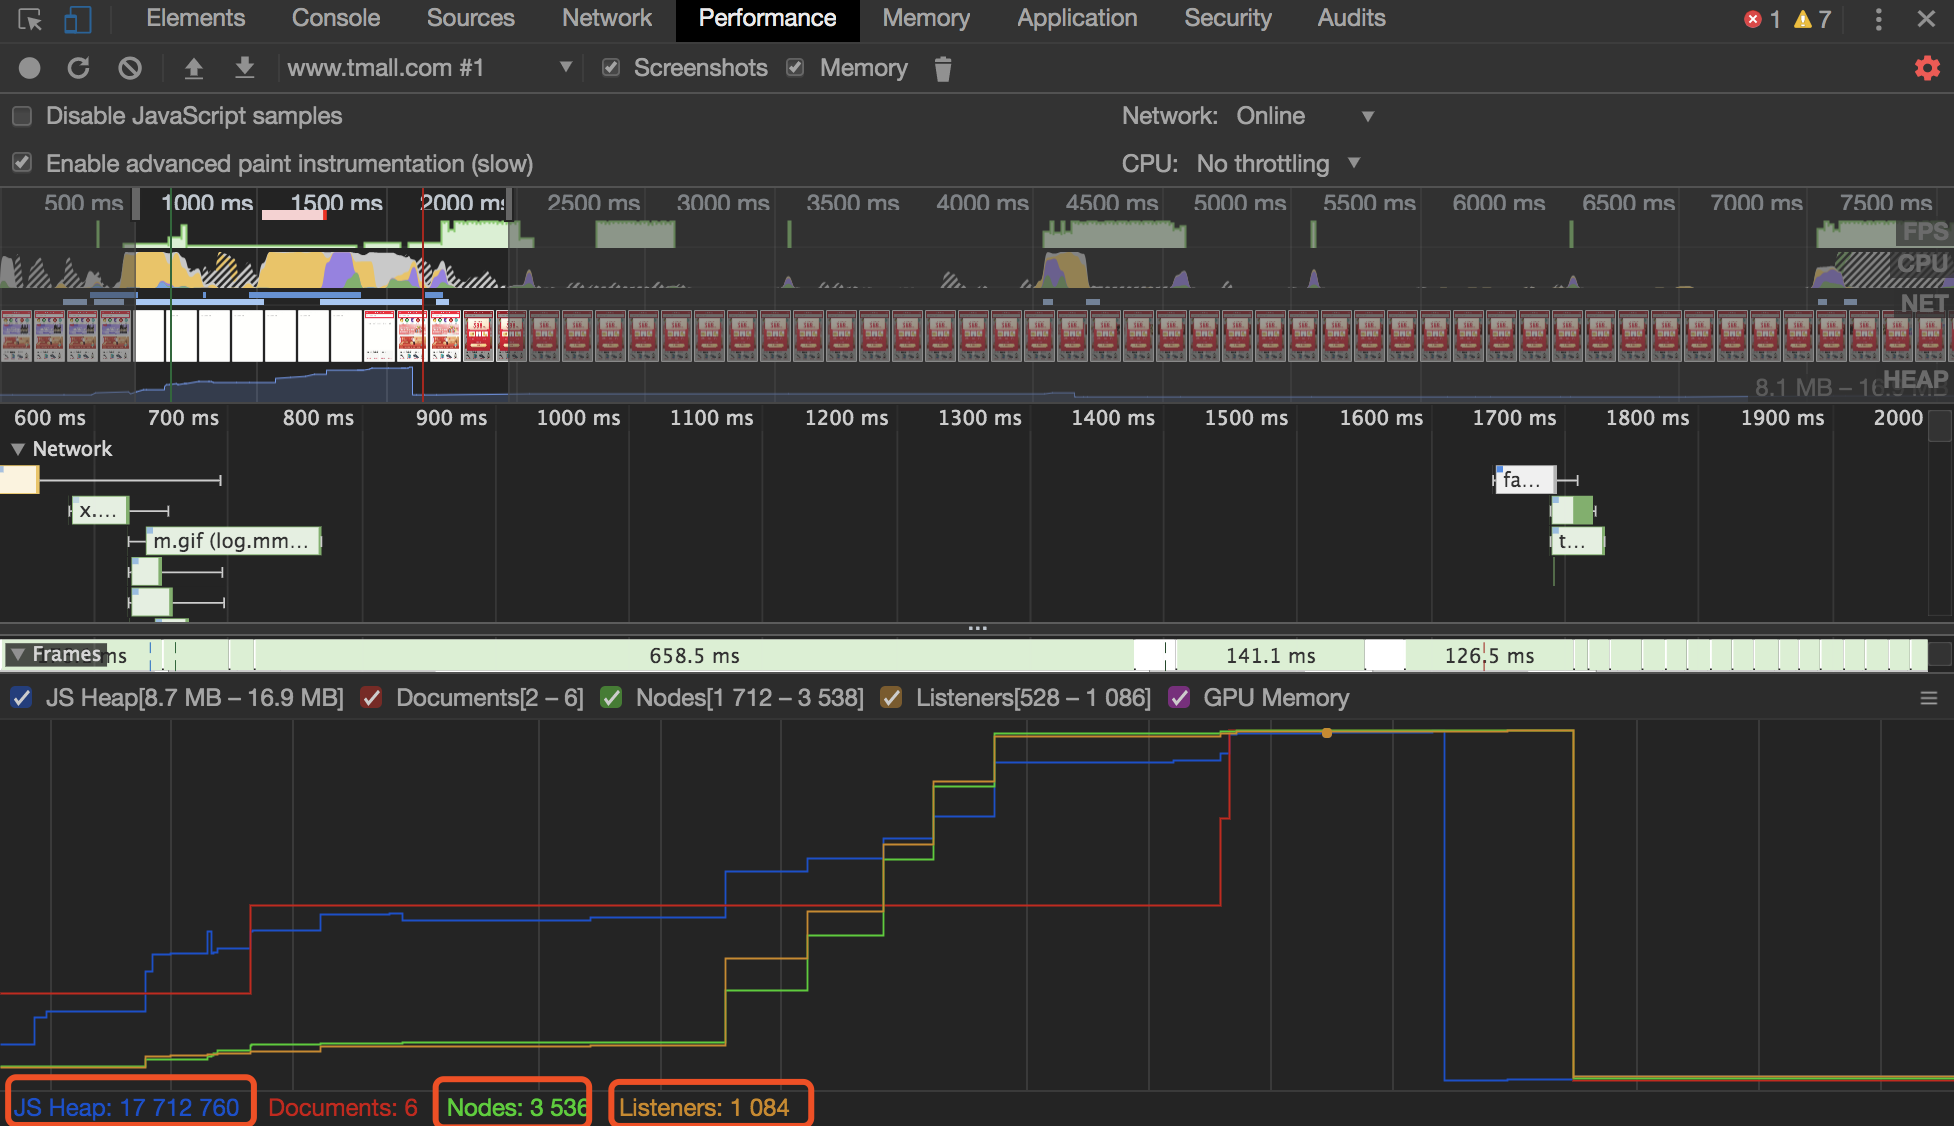 Elements Console Sources Network Performance Memory Application Security Audits 1 7
www.tmall.com #1 Screenshots Memory
Disable JavaScript samples Network: Online
Enable advanced paint instrumentation (slow) CPU: No throttling
500 ms 1000 ms 1500 ms 2000 ms 2500 ms 3000 ms 3500 ms 4000 ms 4500 ms 5000 ms 5500 ms 6000 ms 6500 ms 7000 ms 7500 ms
FPS
CPU
NET
HEAP
8.1 MB – 16.9 MB
600 ms 700 ms 800 ms 900 ms 1000 ms 1100 ms 1200 ms 1300 ms 1400 ms 1500 ms 1600 ms 1700 ms 1800 ms 1900 ms 2000
Network
fa...
x....
m.gif (log.mm...
t...
...
Frames ms 658.5 ms 141.1 ms 126.5 ms
JS Heap[8.7 MB – 16.9 MB] Documents[2 – 6] Nodes[1 712 – 3 538] Listeners[528 – 1 086] GPU Memory
JS Heap: 17 712 760 Documents: 6 Nodes: 3 536 Listeners: 1 084